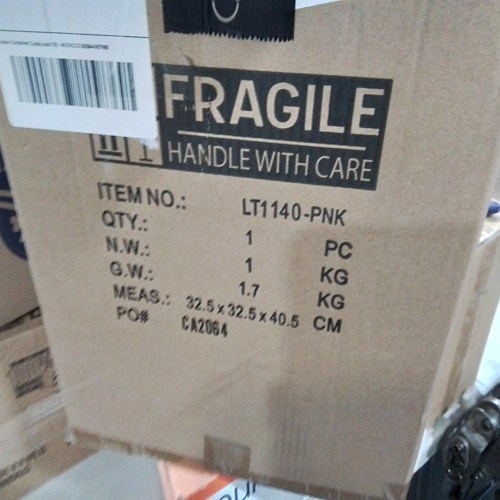 FRAGILE
HANDLE WITH CARE
ITEM NO.: LT1140-PNK
QTY.: 1 PC
N.W.: 1 KG
G.W.: 1.7 KG
MEAS.: 32.5 x 32.5 x 40.5 CM
PO# CA2064